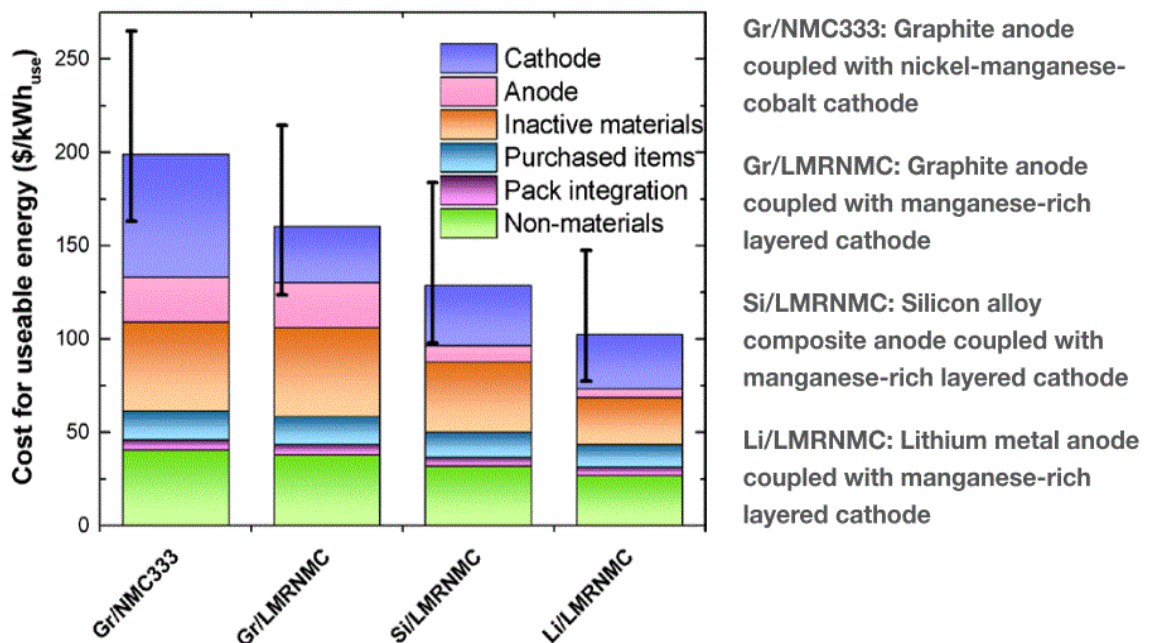 Cost for useable energy ($/kWhuse)
250
200
150
100
50
0
Cathode
Anode
Inactive materials
Purchased items
Pack integration
Non-materials
Gr/NMC333
Gr/LMRNMC
Si/LMRNMC
Li/LMRNMC
Gr/NMC333: Graphite anode
coupled with nickel-manganese-
cobalt cathode
Gr/LMRNMC: Graphite anode
coupled with manganese-rich
layered cathode
Si/LMRNMC: Silicon alloy
composite anode coupled with
manganese-rich layered cathode
Li/LMRNMC: Lithium metal anode
coupled with manganese-rich
layered cathode